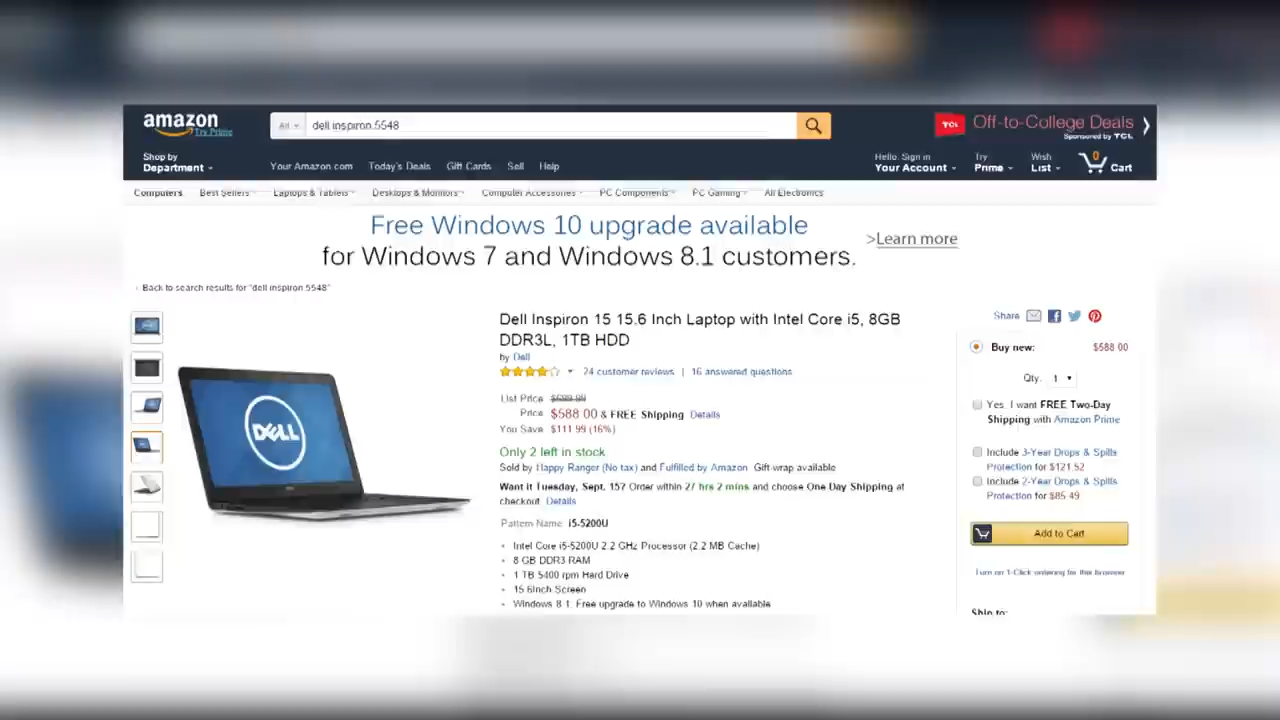 amazon
Try Prime
All
dell inspiron 5548
TCL
Off-to-College Deals
Sponsored by TCL
Shop by
Department
Your Amazon.com
Today's Deals
Gift Cards
Sell
Help
Hello. Sign in
Your Account
Try
Prime
Wish
List
0
Cart
Computers
Best Sellers
Laptops & Tablets
Desktops & Monitors
Computer Accessories
PC Components
PC Gaming
All Electronics
Free Windows 10 upgrade available
for Windows 7 and Windows 8.1 customers.
>Learn more
‹ Back to search results for "dell inspiron 5548"
Dell Inspiron 15 15.6 Inch Laptop with Intel Core i5, 8GB
DDR3L, 1TB HDD
by Dell
24 customer reviews | 16 answered questions
List Price: $699.99
Price: $588.00 & FREE Shipping. Details
You Save: $111.99 (16%)
Only 2 left in stock
Sold by Happy Ranger (No tax) and Fulfilled by Amazon. Gift-wrap available.
Want it Tuesday, Sept. 15? Order within 27 hrs 2 mins and choose One-Day Shipping at
checkout. Details
Pattern Name: i5-5200U
• Intel Core i5-5200U 2.2 GHz Processor (2.2 MB Cache)
• 8 GB DDR3 RAM
• 1 TB 5400 rpm Hard Drive
• 15.6Inch Screen
• Windows 8.1: Free upgrade to Windows 10 when available
DELL
Share
Buy new: $588.00
Qty: 1
Yes, I want FREE Two-Day
Shipping with Amazon Prime
Include 3-Year Drops & Spills
Protection for $121.52
Include 2-Year Drops & Spills
Protection for $85.49
Add to Cart
Turn on 1-Click ordering for this browser
Ship to: